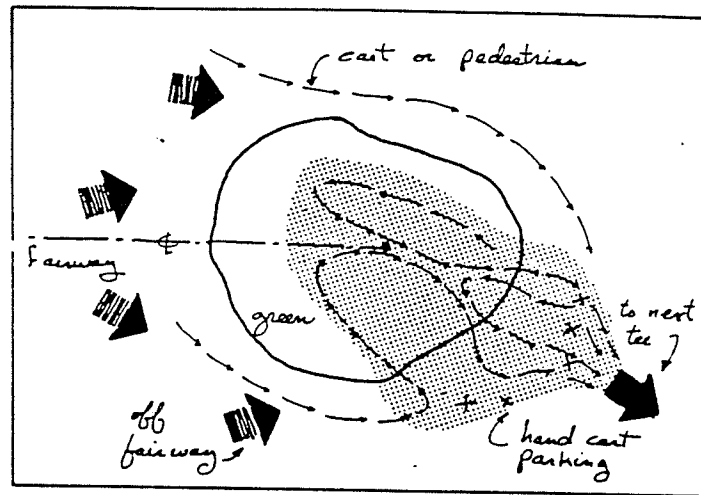 cart or pedestrian
℄
fairway
green
to next
tee
off
fairway
hand cart
parking